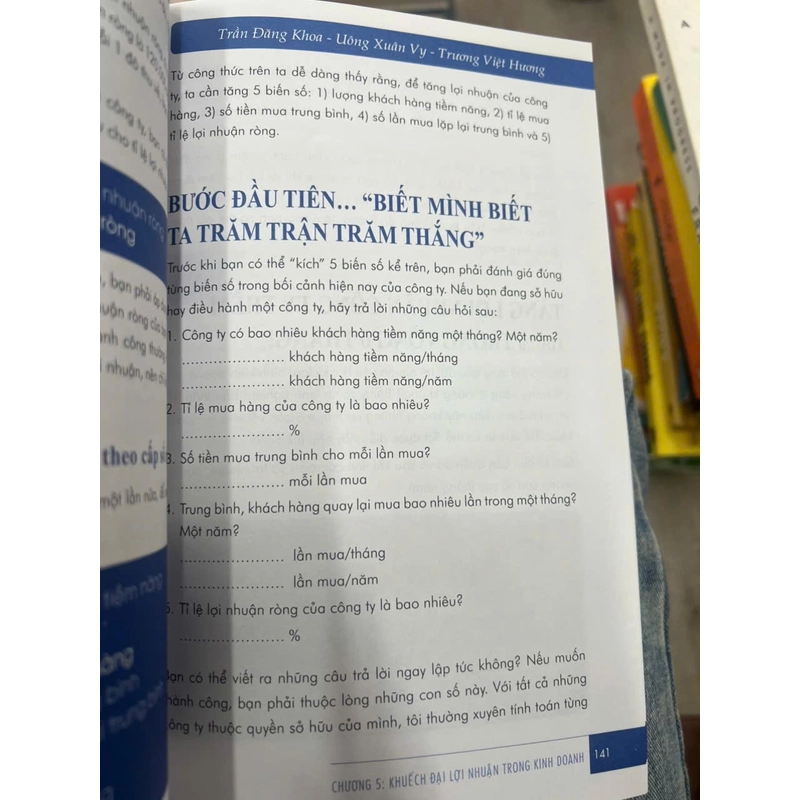 Trần Đăng Khoa - Uông Xuân Vy - Trương Việt Hương
Từ công thức trên ta dễ dàng thấy rằng, để tăng lợi nhuận của công
ty, ta cần tăng 5 biến số: 1) lượng khách hàng tiềm năng, 2) tỉ lệ mua
hàng, 3) số tiền mua trung bình, 4) số lần mua lặp lại trung bình và 5)
tỉ lệ lợi nhuận ròng.
BƯỚC ĐẦU TIÊN... “BIẾT MÌNH BIẾT
TA TRĂM TRẬN TRĂM THẮNG”
Trước khi bạn có thể “kích” 5 biến số kể trên, bạn phải đánh giá đúng
từng biến số trong bối cảnh hiện nay của công ty. Nếu bạn đang sở hữu
hay điều hành một công ty, hãy trả lời những câu hỏi sau:
1. Công ty có bao nhiêu khách hàng tiềm năng một tháng? Một năm?
...................... khách hàng tiềm năng/tháng
...................... khách hàng tiềm năng/năm
2. Tỉ lệ mua hàng của công ty là bao nhiêu?
...................... %
3. Số tiền mua trung bình cho mỗi lần mua?
...................... mỗi lần mua
4. Trung bình, khách hàng quay lại mua bao nhiêu lần trong một tháng?
Một năm?
...................... lần mua/tháng
...................... lần mua/năm
5. Tỉ lệ lợi nhuận ròng của công ty là bao nhiêu?
...................... %
Bạn có thể viết ra những câu trả lời ngay lập tức không? Nếu muốn
thành công, bạn phải thuộc lòng những con số này. Với tất cả những
công ty thuộc quyền sở hữu của mình, tôi thường xuyên tính toán từng
CHƯƠNG 5: KHUẾCH ĐẠI LỢI NHUẬN TRONG KINH DOANH 141
nhuận ròng
ròng
theo cấp
tiềm năng